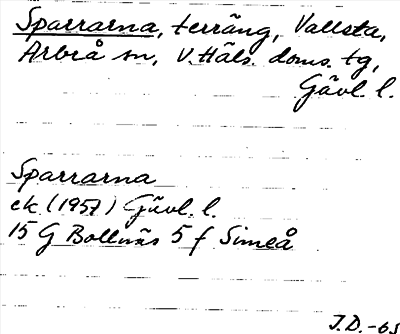 Sparrarna, terräng, Vallsta,
Arbrå sn, V. Häls. doms. tg,
Gävl. l.
Sparrarna
ek (1957) Gävl. l.
15 G Bollnäs 5 f Simeå
J.D. -65